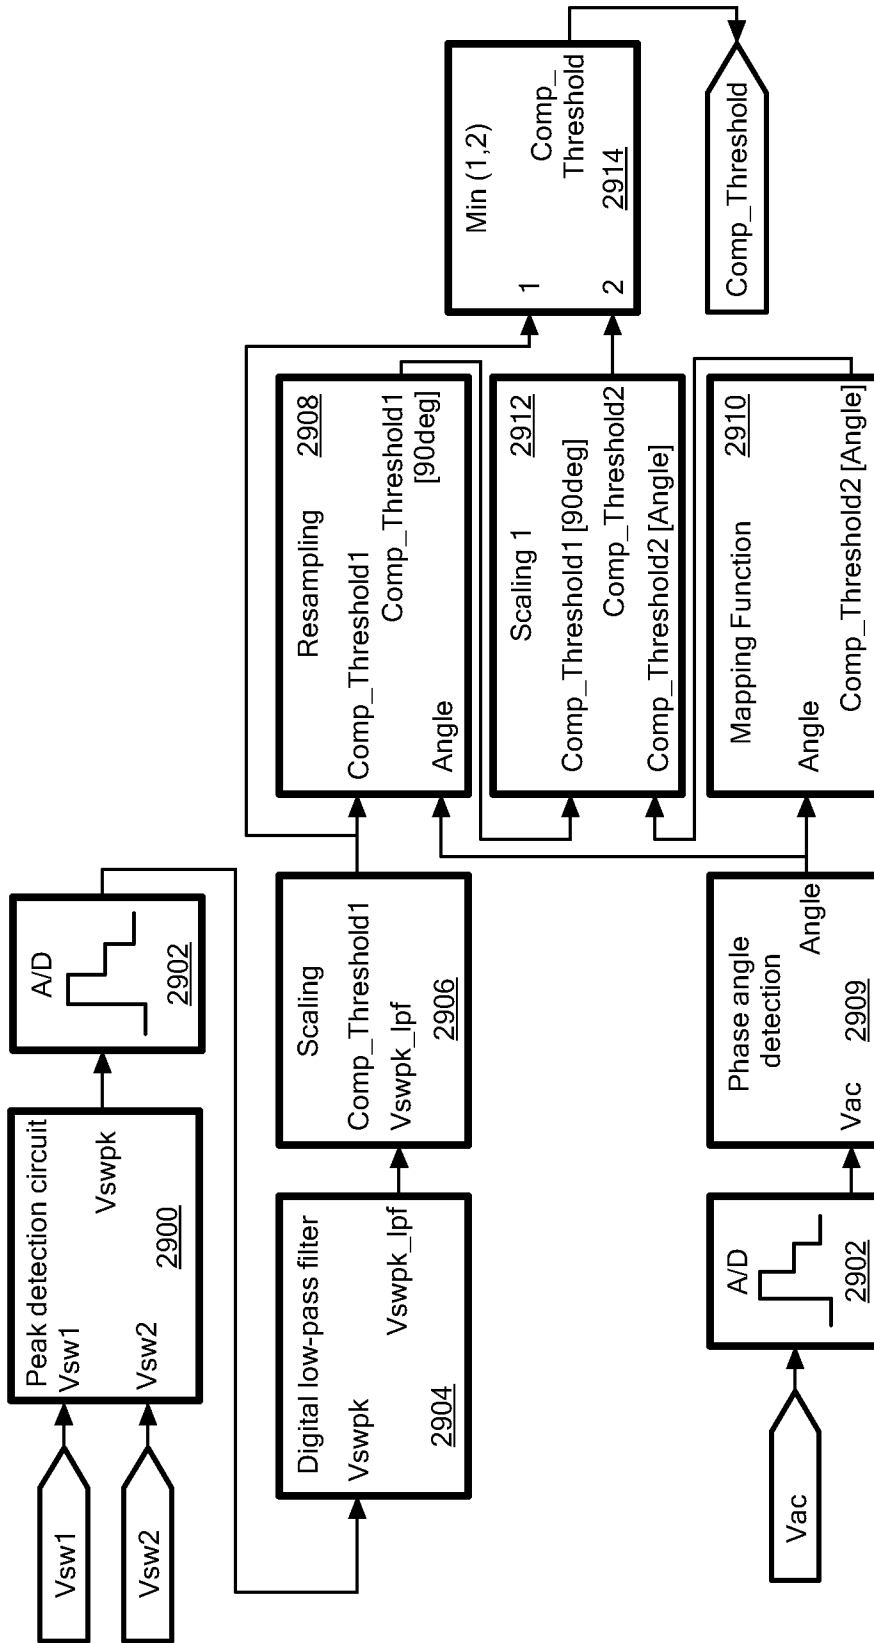 Vsw1
Vsw2
Peak detection circuit
Vsw1
Vswpk
Vsw2
2900
A/D
2902
Digital low-pass filter
Vswpk
Vswpk_lpf
2904
Scaling
Comp_Threshold1
Vswpk_lpf
2906
Resampling
2908
Comp_Threshold1
Comp_Threshold1
[90deg]
Angle
Scaling 1
2912
Comp_Threshold1 [90deg]
Comp_Threshold2
Comp_Threshold2 [Angle]
Min (1,2)
1
Comp_
Threshold
2
2914
Comp_Threshold
Vac
A/D
2902
Phase angle
detection
Angle
Vac
2909
Mapping Function
2910
Angle
Comp_Threshold2 [Angle]